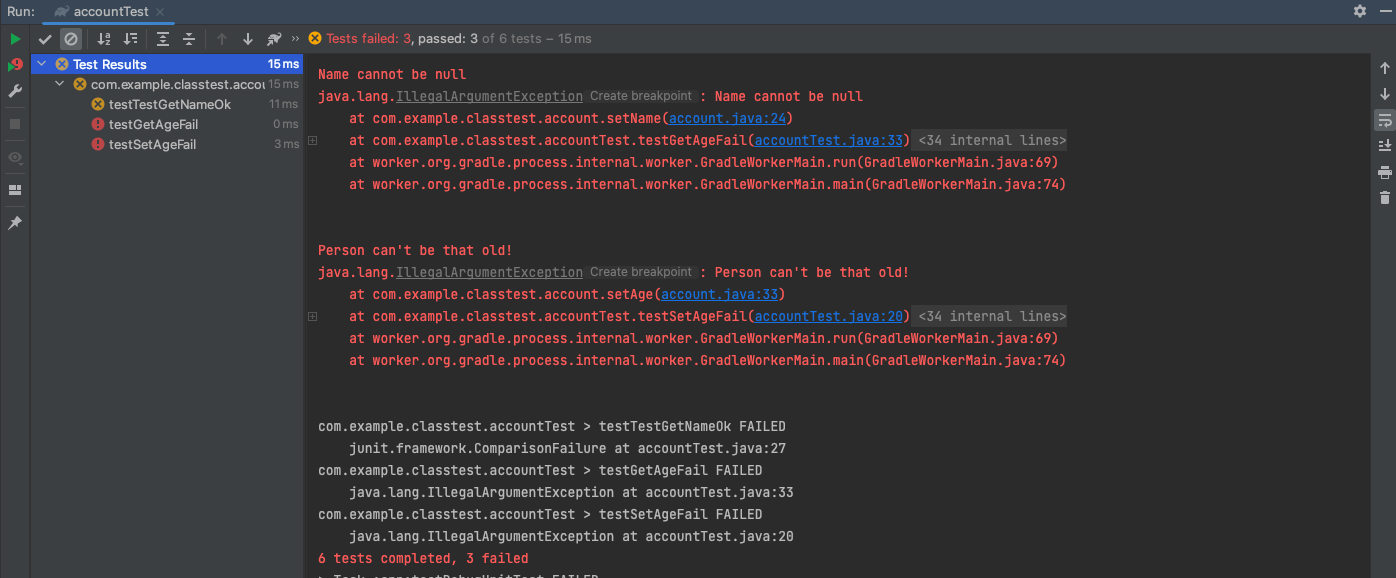 Run: accountTest
Tests failed: 3, passed: 3 of 6 tests – 15 ms
Test Results 15 ms
com.example.classtest.accou 15 ms
testTestGetNameOk 11 ms
testGetAgeFail 0 ms
testSetAgeFail 3 ms
Name cannot be null
java.lang.IllegalArgumentException Create breakpoint : Name cannot be null
at com.example.classtest.account.setName(account.java:24)
at com.example.classtest.accountTest.testGetAgeFail(accountTest.java:33) <34 internal lines>
at worker.org.gradle.process.internal.worker.GradleWorkerMain.run(GradleWorkerMain.java:69)
at worker.org.gradle.process.internal.worker.GradleWorkerMain.main(GradleWorkerMain.java:74)
Person can't be that old!
java.lang.IllegalArgumentException Create breakpoint : Person can't be that old!
at com.example.classtest.account.setAge(account.java:33)
at com.example.classtest.accountTest.testSetAgeFail(accountTest.java:20) <34 internal lines>
at worker.org.gradle.process.internal.worker.GradleWorkerMain.run(GradleWorkerMain.java:69)
at worker.org.gradle.process.internal.worker.GradleWorkerMain.main(GradleWorkerMain.java:74)
com.example.classtest.accountTest > testTestGetNameOk FAILED
junit.framework.ComparisonFailure at accountTest.java:27
com.example.classtest.accountTest > testGetAgeFail FAILED
java.lang.IllegalArgumentException at accountTest.java:33
com.example.classtest.accountTest > testSetAgeFail FAILED
java.lang.IllegalArgumentException at accountTest.java:20
6 tests completed, 3 failed
> Task :app:testDebugUnitTest FAILED